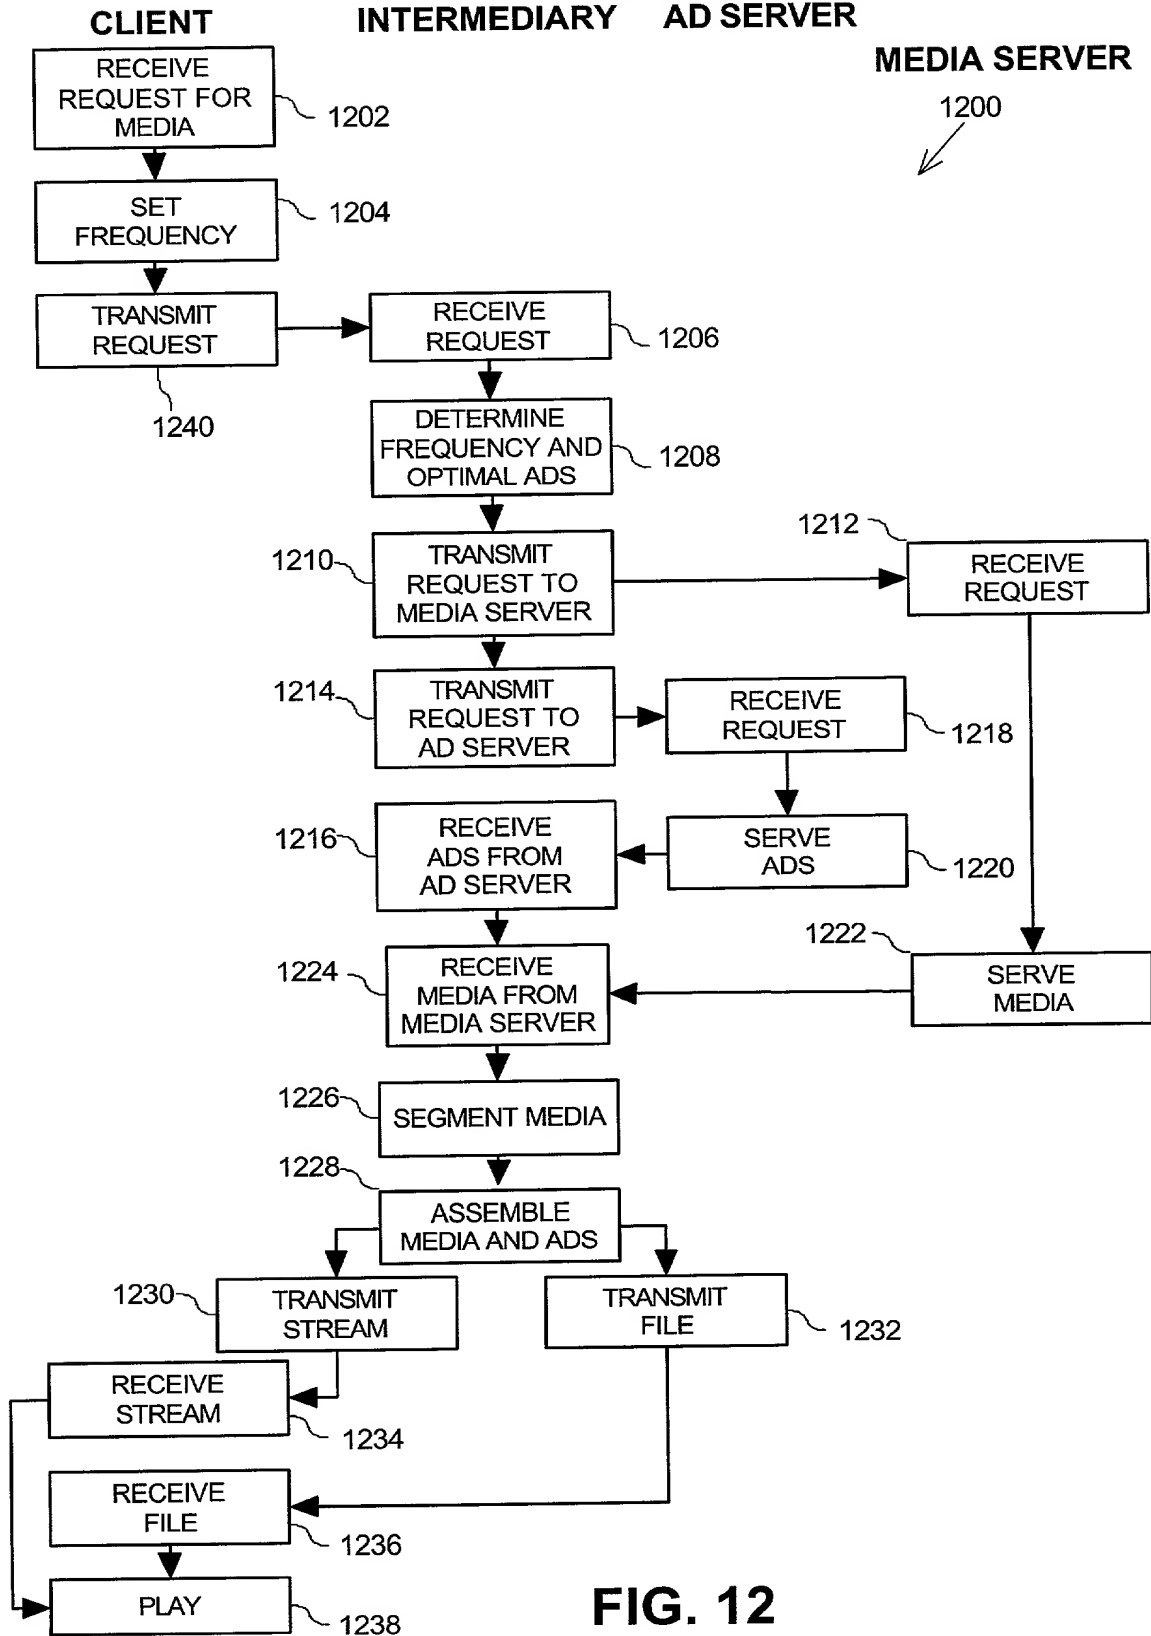 CLIENT
INTERMEDIARY
AD SERVER
MEDIA SERVER
1200
RECEIVE
REQUEST FOR
MEDIA
1202
SET
FREQUENCY
1204
TRANSMIT
REQUEST
1240
RECEIVE
REQUEST
1206
DETERMINE
FREQUENCY AND
OPTIMAL ADS
1208
1210
TRANSMIT
REQUEST TO
MEDIA SERVER
1212
RECEIVE
REQUEST
1214
TRANSMIT
REQUEST TO
AD SERVER
RECEIVE
REQUEST
1218
1216
RECEIVE
ADS FROM
AD SERVER
SERVE
ADS
1220
1222
SERVE
MEDIA
1224
RECEIVE
MEDIA FROM
MEDIA SERVER
1226
SEGMENT MEDIA
1228
ASSEMBLE
MEDIA AND ADS
1230
TRANSMIT
STREAM
TRANSMIT
FILE
1232
RECEIVE
STREAM
1234
RECEIVE
FILE
1236
PLAY
1238
FIG. 12